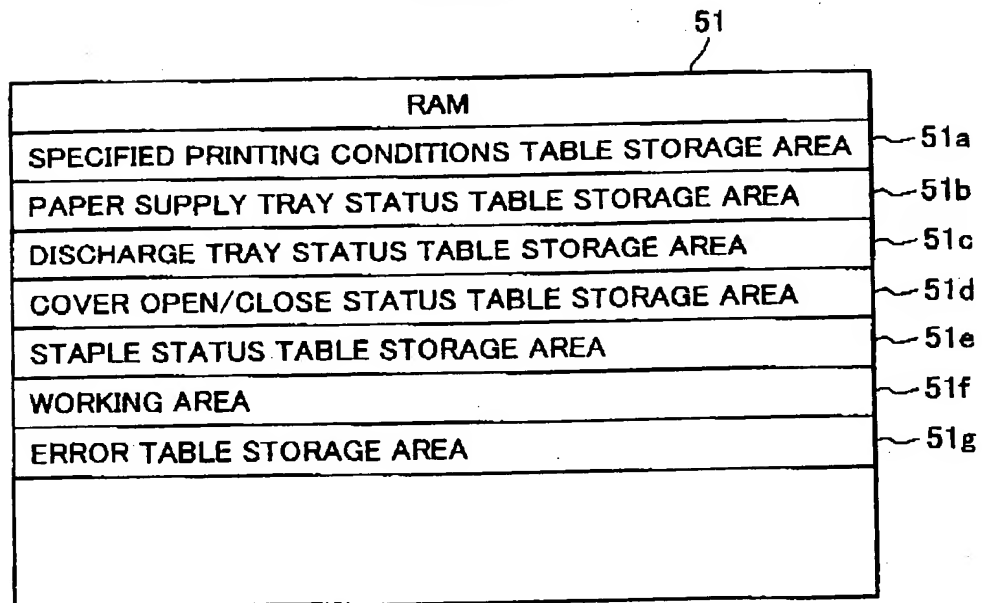 51
RAM
SPECIFIED PRINTING CONDITIONS TABLE STORAGE AREA 51a
PAPER SUPPLY TRAY STATUS TABLE STORAGE AREA 51b
DISCHARGE TRAY STATUS TABLE STORAGE AREA 51c
COVER OPEN/CLOSE STATUS TABLE STORAGE AREA 51d
STAPLE STATUS TABLE STORAGE AREA 51e
WORKING AREA 51f
ERROR TABLE STORAGE AREA 51g